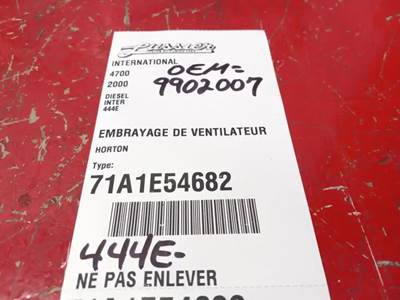 INTERNATIONAL
4700 OEM=
2000 9902007
DIESEL
INTER
444E
EMBRAYAGE DE VENTILATEUR
HORTON
Type:
71A1E54682
444E-
NE PAS ENLEVER